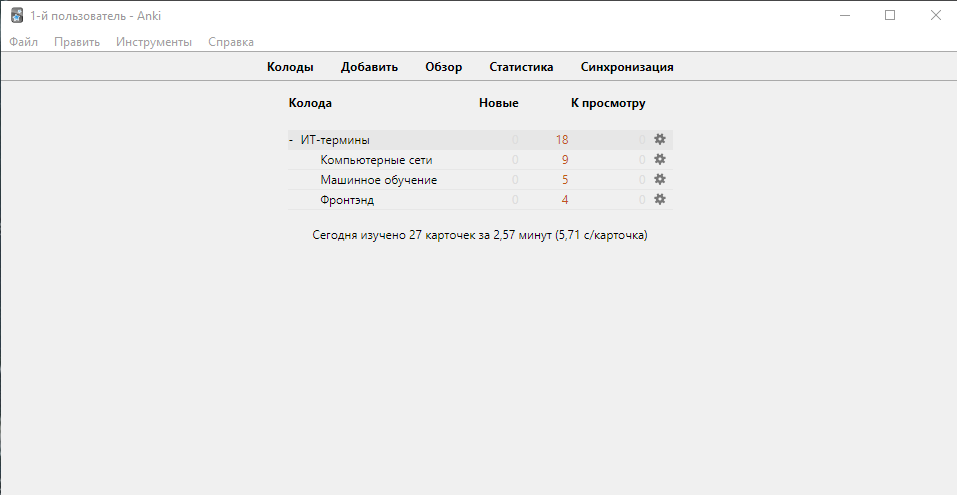 1-й пользователь - Anki
Файл Править Инструменты Справка
Колоды Добавить Обзор Статистика Синхронизация
Колода Новые К просмотру
- ИТ-термины 0 18 0
Компьютерные сети 0 9 0
Машинное обучение 0 5 0
Фронтэнд 0 4 0
Сегодня изучено 27 карточек за 2,57 минут (5,71 с/карточка)